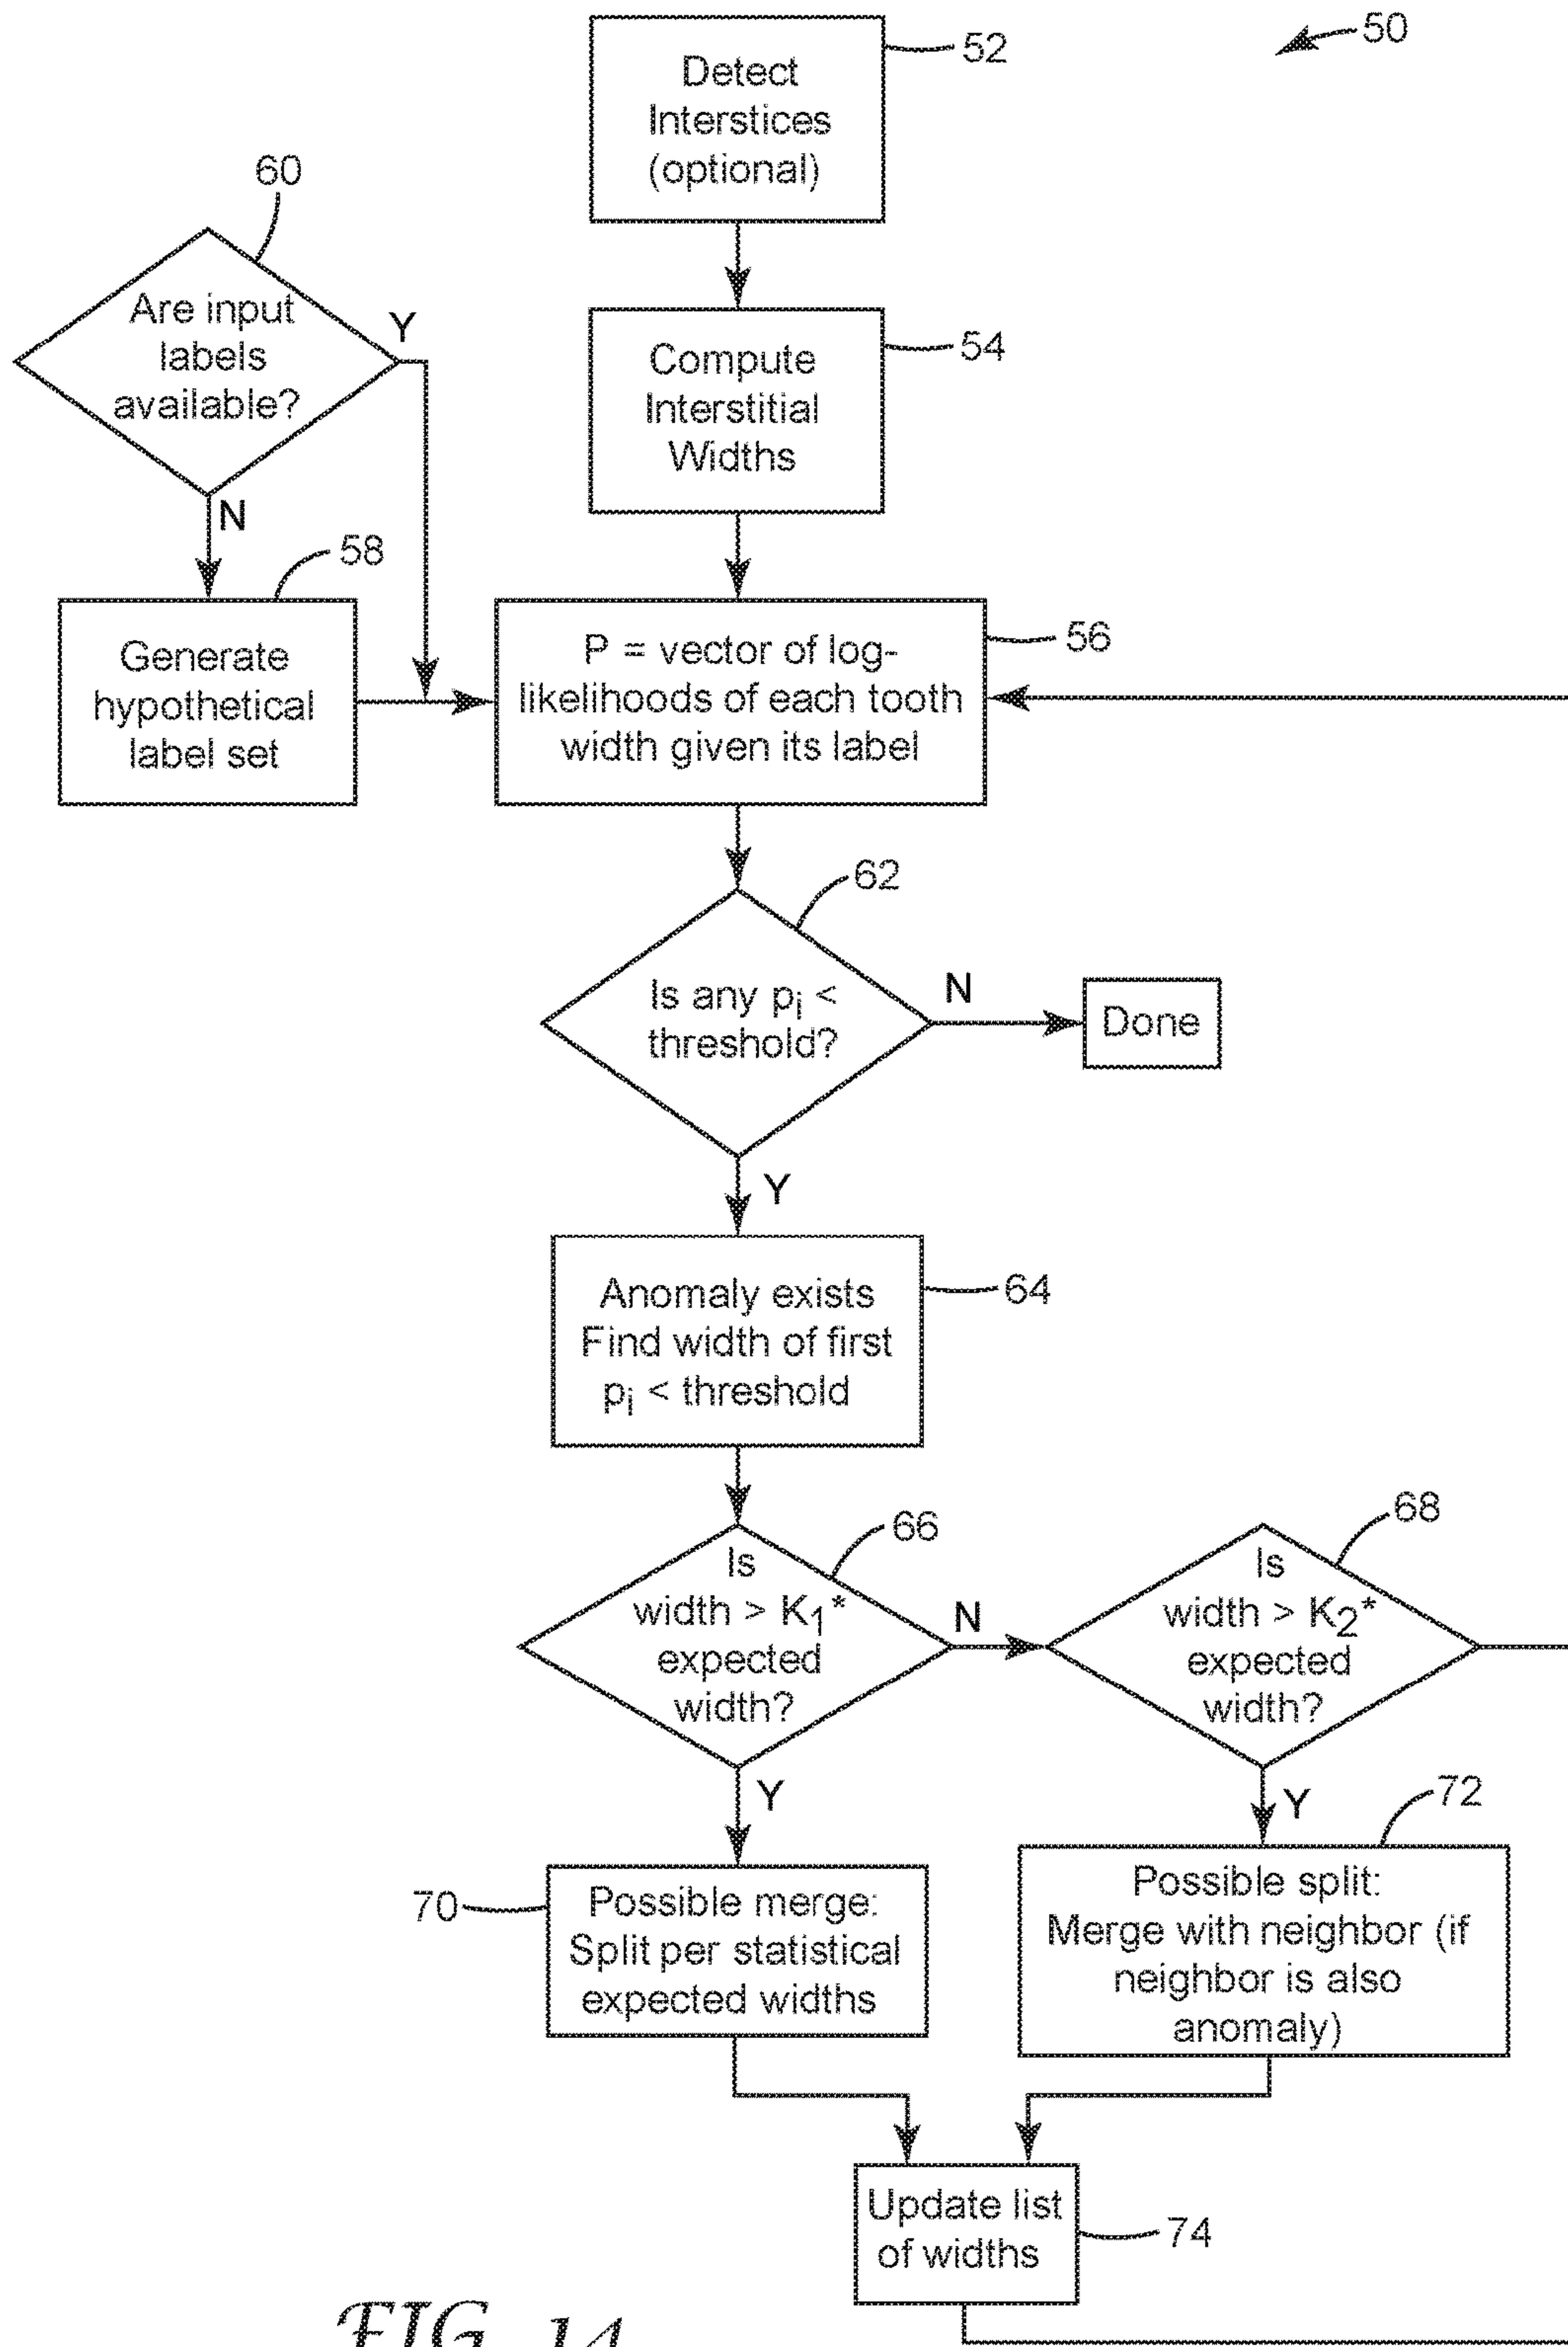 50
52
Detect
Interstices
(optional)
60
Are input
labels
available?
Y
N
54
Compute
Interstitial
Widths
58
Generate
hypothetical
label set
56
P = vector of log-
likelihoods of each tooth
width given its label
62
Is any pi <
threshold?
N
Done
Y
64
Anomaly exists
Find width of first
pi < threshold
66
Is
width > K1*
expected
width?
N
Y
68
Is
width > K2*
expected
width?
Y
70
Possible merge:
Split per statistical
expected widths
72
Possible split:
Merge with neighbor (if
neighbor is also
anomaly)
74
Update list
of widths
FIG. 14